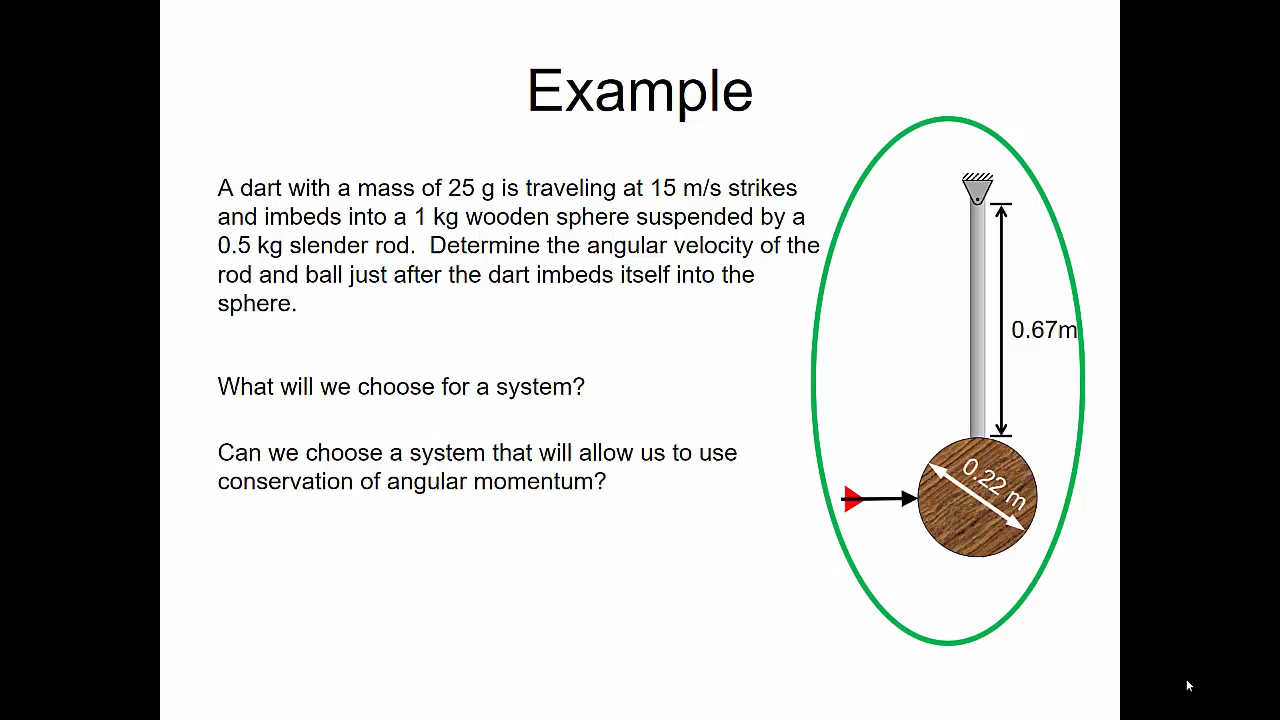 Example
A dart with a mass of 25 g is traveling at 15 m/s strikes
and imbeds into a 1 kg wooden sphere suspended by a
0.5 kg slender rod.  Determine the angular velocity of the
rod and ball just after the dart imbeds itself into the
sphere.
0.67m
What will we choose for a system?
Can we choose a system that will allow us to use
conservation of angular momentum?
0.22 m